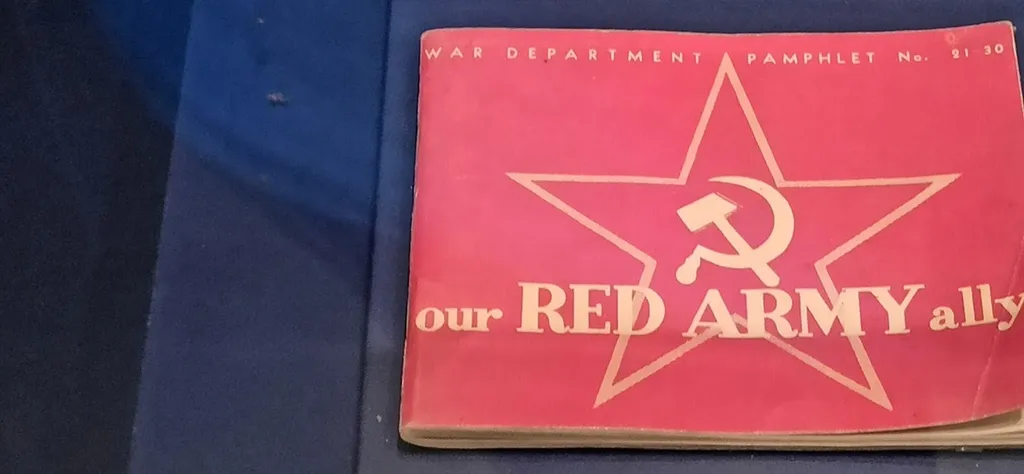 WAR DEPARTMENT PAMPHLET No. 21-30
our RED ARMY ally